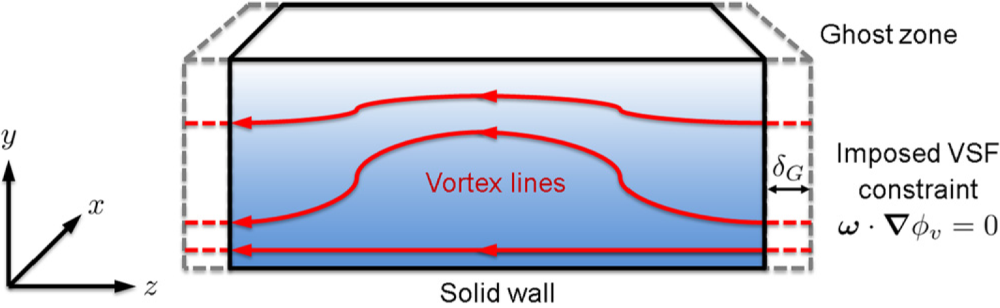 Ghost zone
y
x
z
Vortex lines
δ_G
Imposed VSF
constraint
ω · ∇ϕ_v = 0
Solid wall